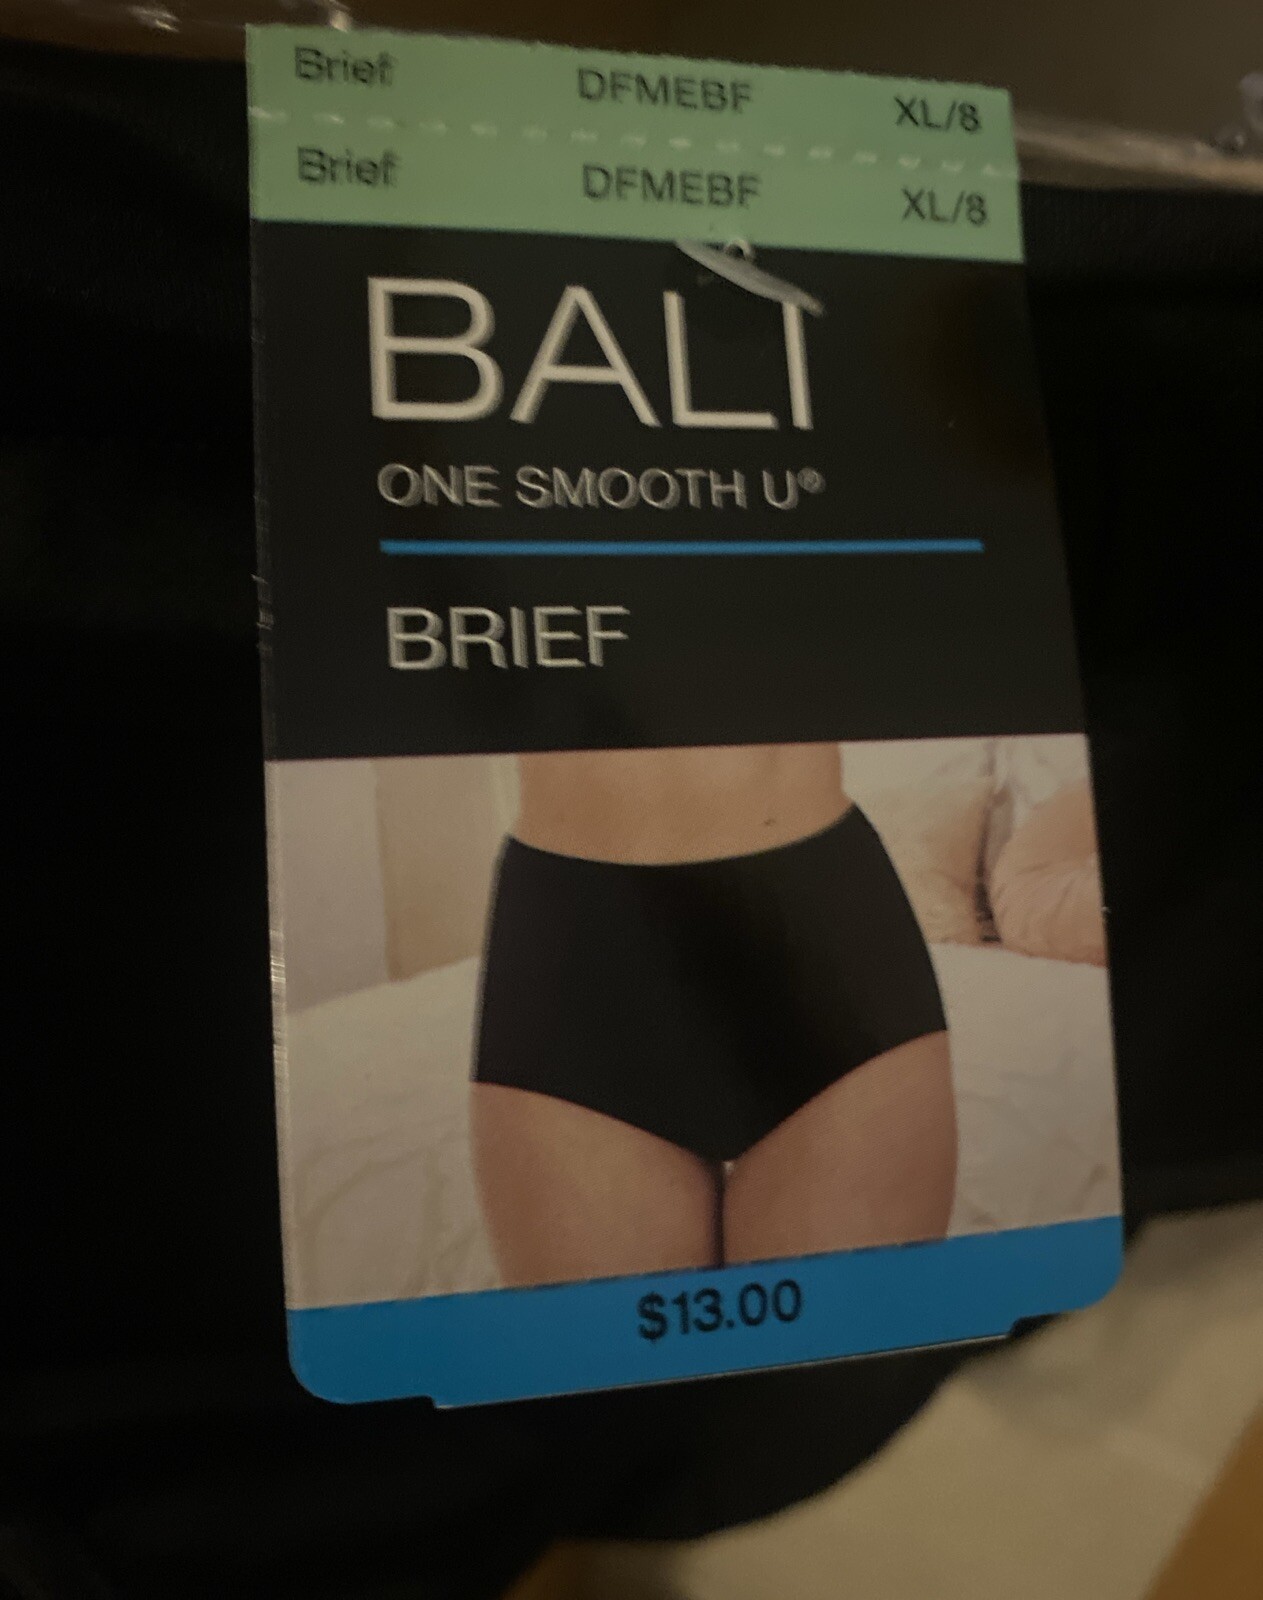 Brief DFMEBF XL/8
Brief DFMEBF XL/8
BALI
ONE SMOOTH U®
BRIEF
$13.00